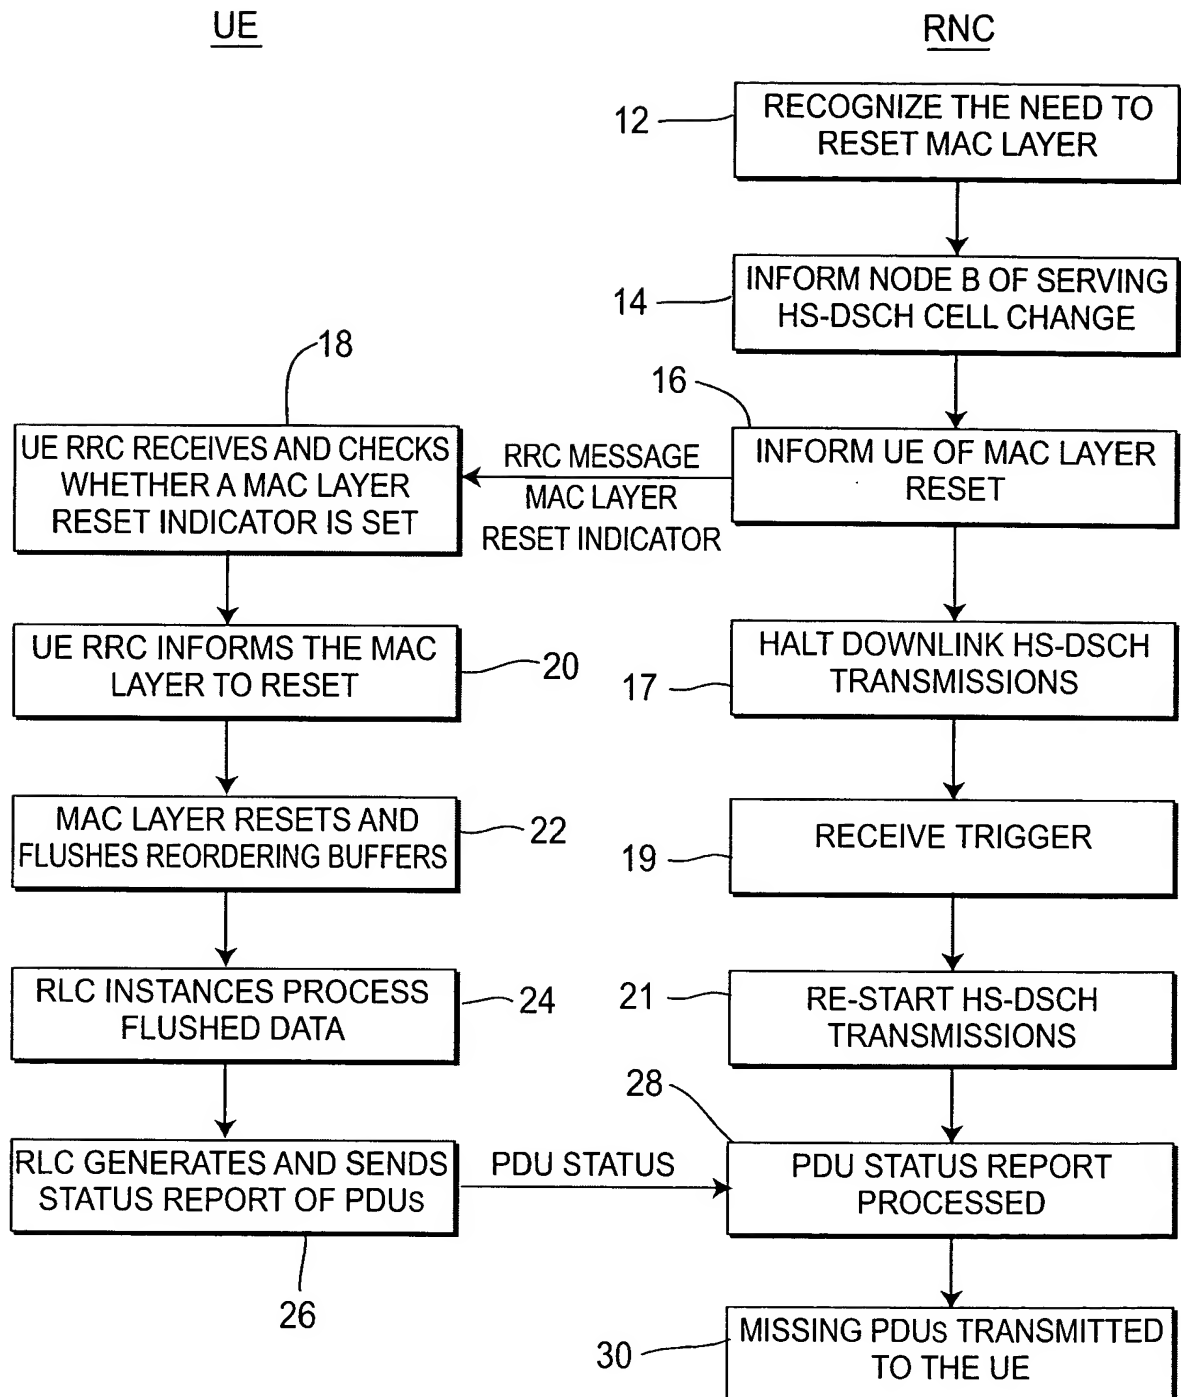 UE
RNC
12
RECOGNIZE THE NEED TO
RESET MAC LAYER
14
INFORM NODE B OF SERVING
HS-DSCH CELL CHANGE
16
INFORM UE OF MAC LAYER
RESET
RRC MESSAGE
MAC LAYER
RESET INDICATOR
18
UE RRC RECEIVES AND CHECKS
WHETHER A MAC LAYER
RESET INDICATOR IS SET
UE RRC INFORMS THE MAC
LAYER TO RESET
20
17
HALT DOWNLINK HS-DSCH
TRANSMISSIONS
MAC LAYER RESETS AND
FLUSHES REORDERING BUFFERS
22
19
RECEIVE TRIGGER
RLC INSTANCES PROCESS
FLUSHED DATA
24
21
RE-START HS-DSCH
TRANSMISSIONS
RLC GENERATES AND SENDS
STATUS REPORT OF PDUs
26
PDU STATUS
28
PDU STATUS REPORT
PROCESSED
30
MISSING PDUs TRANSMITTED
TO THE UE